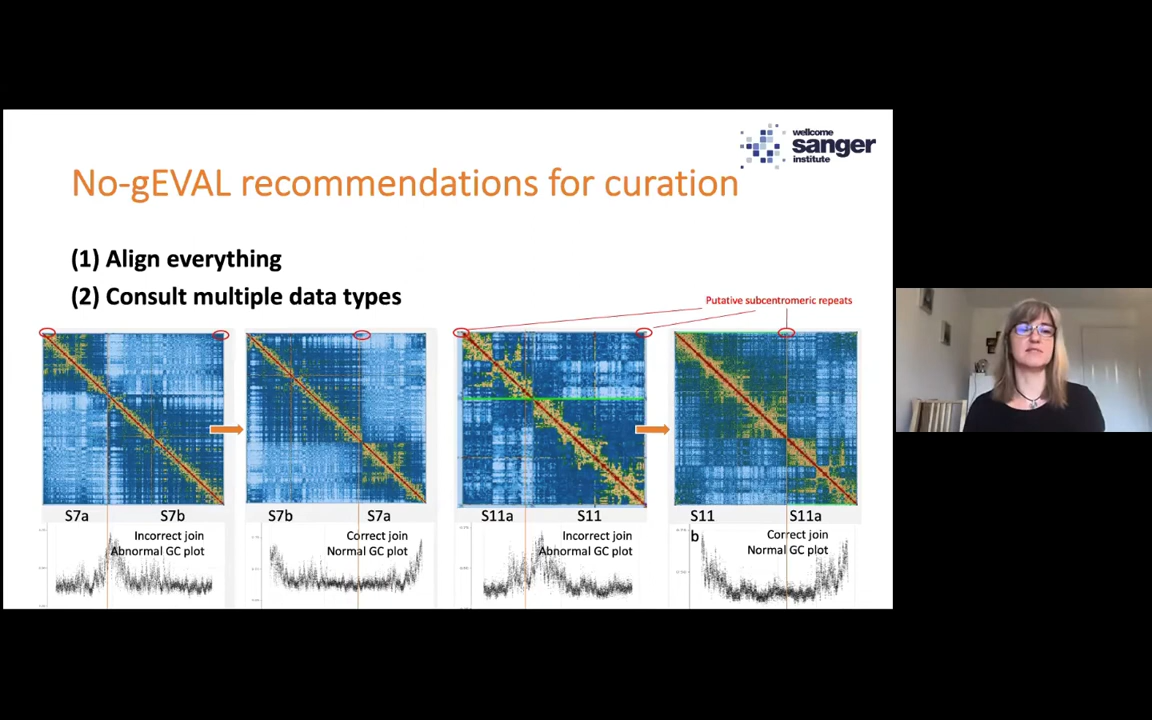 wellcome
sanger
institute
No-gEVAL recommendations for curation
(1) Align everything
(2) Consult multiple data types
Putative subcentromeric repeats
S7a S7b S7b S7a S11a S11 S11 S11a
b
Incorrect join
Abnormal GC plot
Correct join
Normal GC plot
Incorrect join
Abnormal GC plot
Correct join
Normal GC plot